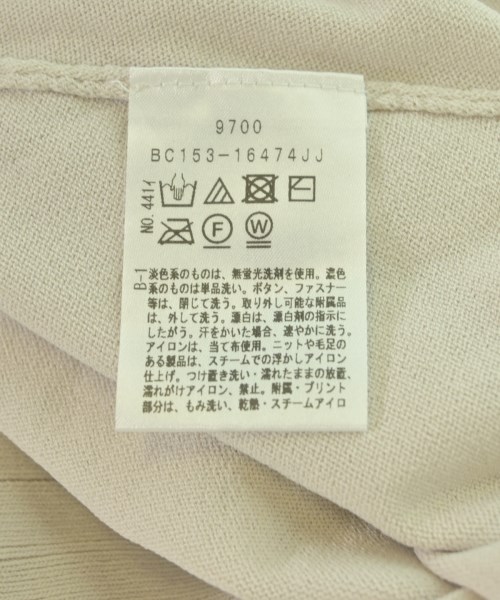 9700
BC153-16474JJ
NO.441イ
F W
B-1
淡色系のものは、無蛍光洗剤を使用。濃色
系のものは単品洗い。ボタン、ファスナー
等は、閉じて洗う。取り外し可能な附属品
は、外して洗う。漂白は、漂白剤の指示に
したがう。汗をかいた場合、速やかに洗う。
アイロンは、当て布使用。ニットや毛足の
ある製品は、スチームでの浮かしアイロン
仕上げ。つけ置き洗い・濡れたままの放置、
濡れがけアイロン、禁止。附属・プリント
部分は、もみ洗い、乾熱・スチームアイロ